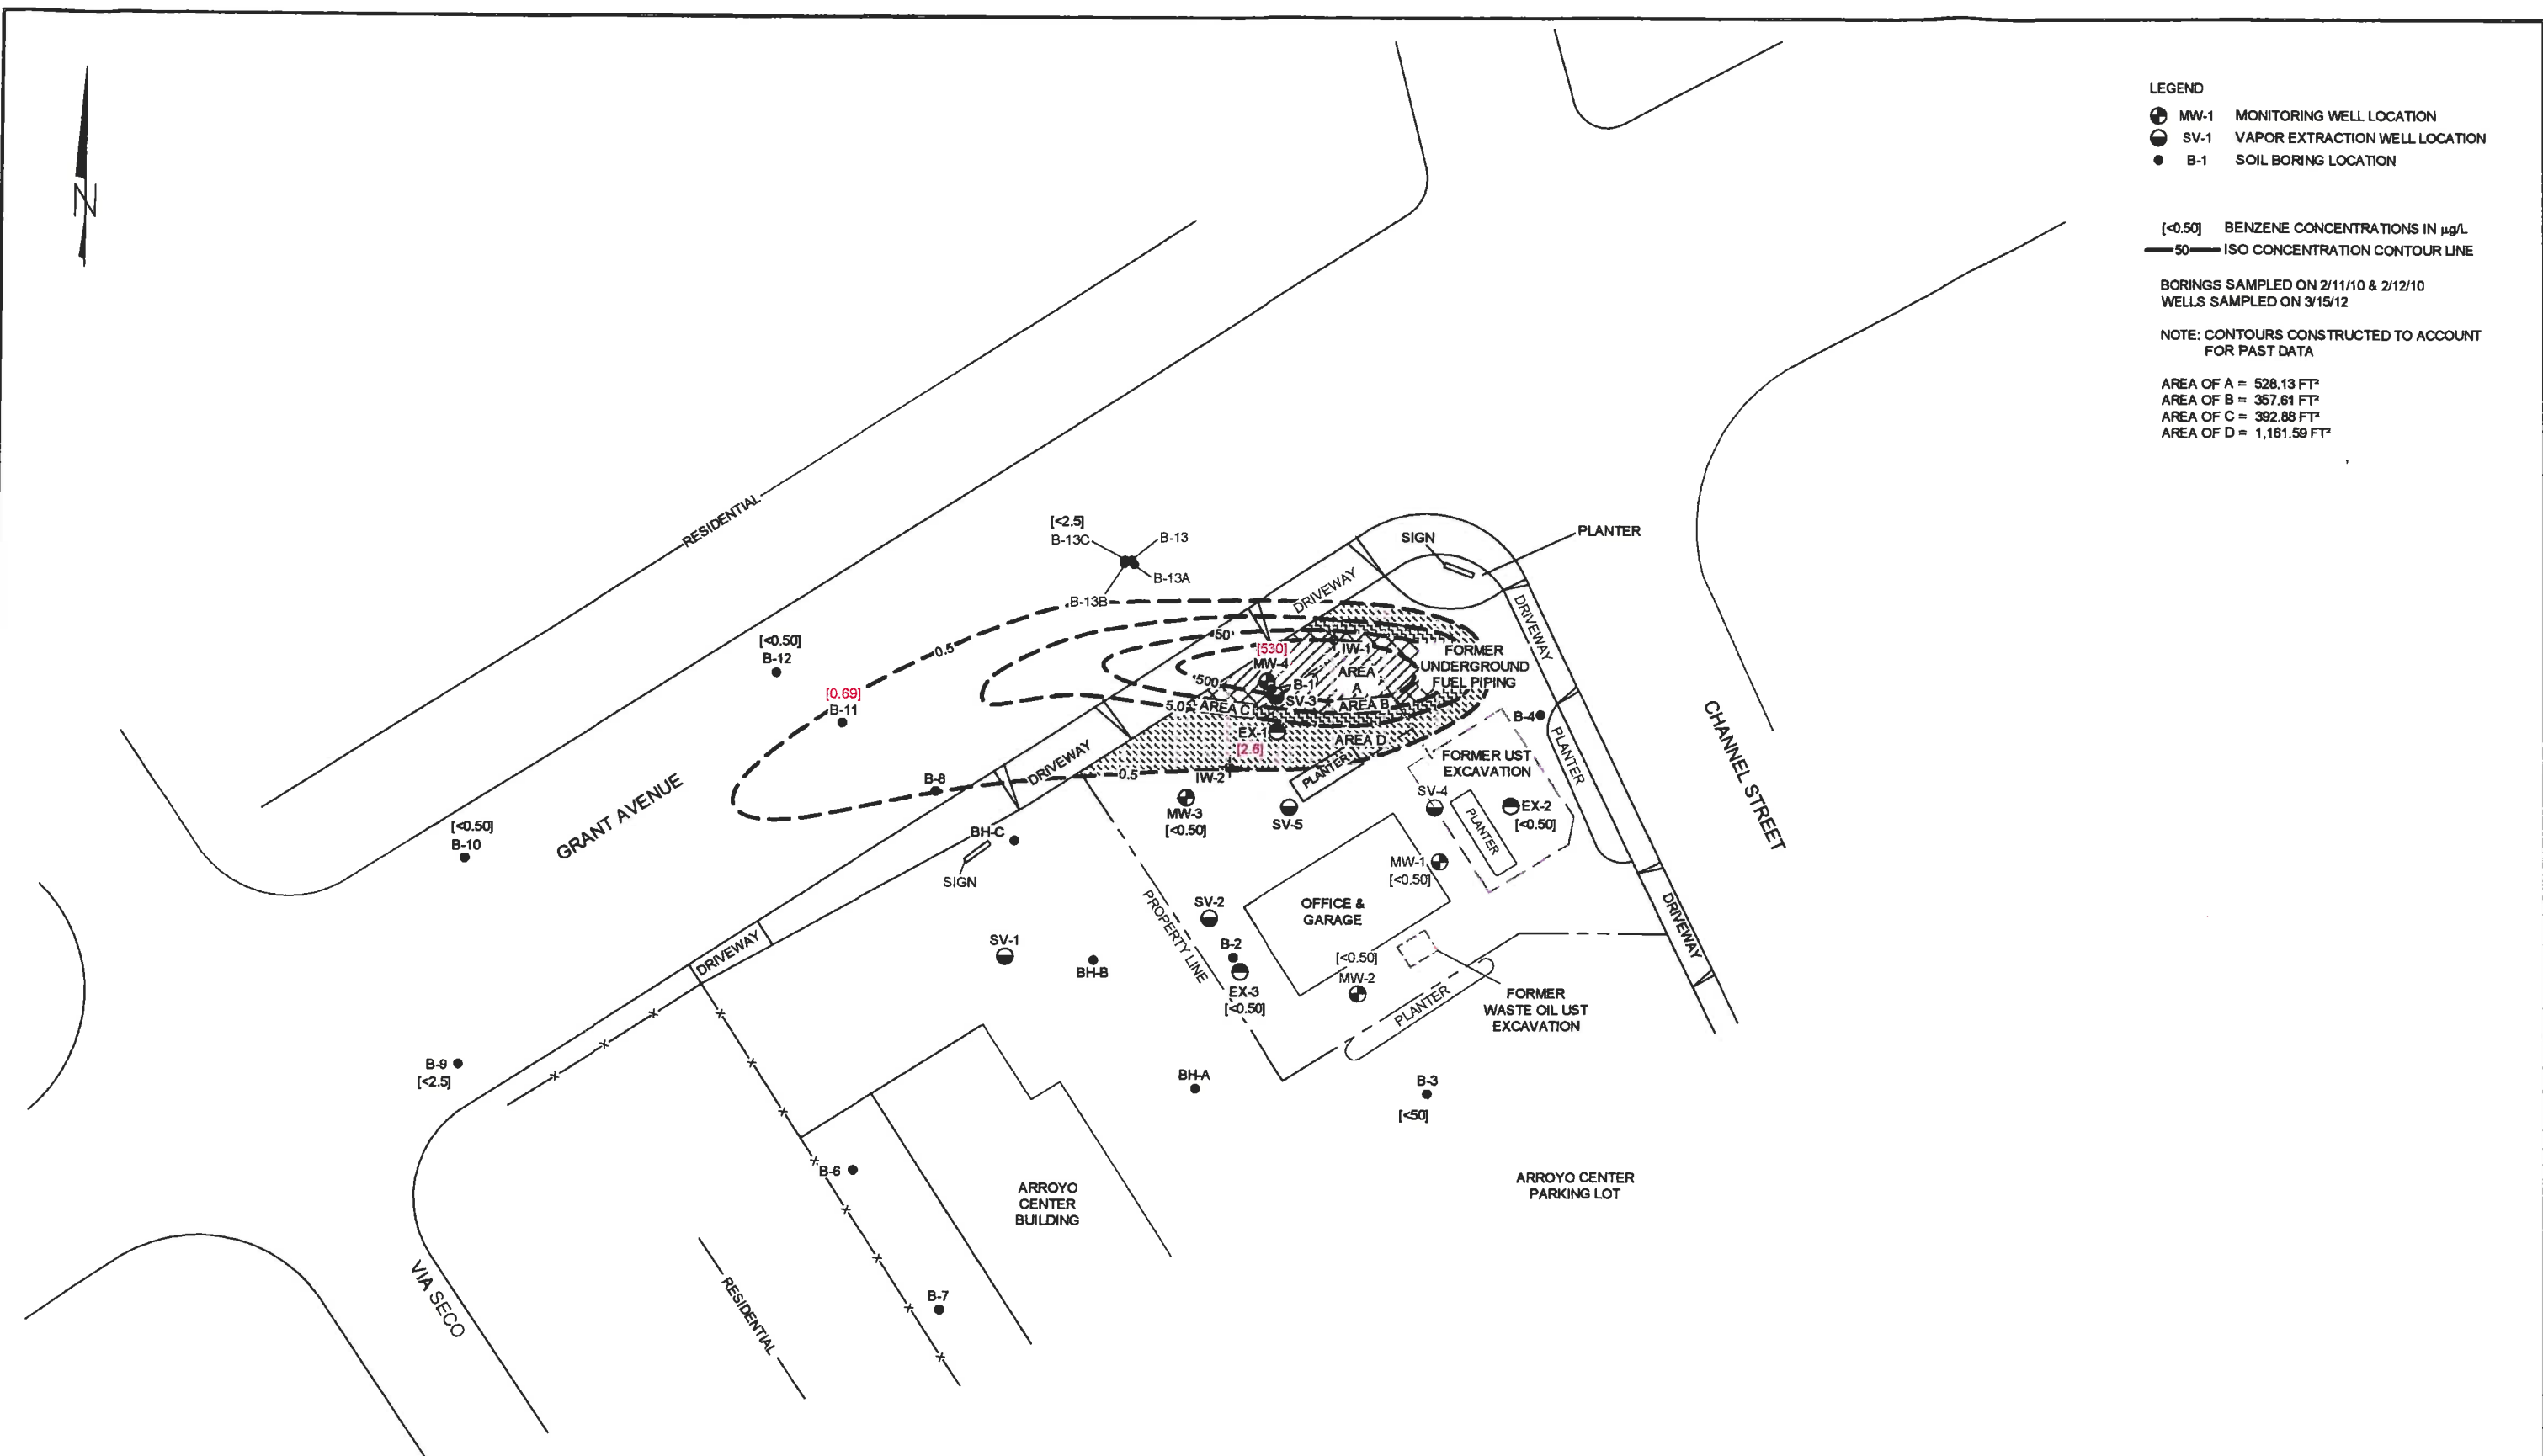 N
LEGEND
MW-1 MONITORING WELL LOCATION
SV-1 VAPOR EXTRACTION WELL LOCATION
B-1 SOIL BORING LOCATION
[<0.50] BENZENE CONCENTRATIONS IN µg/L
50 ISO CONCENTRATION CONTOUR LINE
BORINGS SAMPLED ON 2/11/10 & 2/12/10
WELLS SAMPLED ON 3/15/12
NOTE: CONTOURS CONSTRUCTED TO ACCOUNT
FOR PAST DATA
AREA OF A = 528.13 FT²
AREA OF B = 357.61 FT²
AREA OF C = 392.88 FT²
AREA OF D = 1,161.59 FT²
RESIDENTIAL
[<2.5]
B-13C
B-13
B-13A
B-13B
SIGN
PLANTER
DRIVEWAY
DRIVEWAY
[<0.50]
B-12
0.5
50
[530]
MW-4
IW-1
FORMER
UNDERGROUND
FUEL PIPING
AREA
A
500
B-1
SV-3
[0.69]
B-11
5.0
AREA C
AREA B
B-4
EX-1
[2.6]
AREA D
PLANTER
CHANNEL STREET
FORMER UST
EXCAVATION
PLANTER
DRIVEWAY
0.5
IW-2
B-8
GRANT AVENUE
MW-3
[<0.50]
SV-5
SV-4
EX-2
[<0.50]
PLANTER
[<0.50]
B-10
BH-C
SIGN
MW-1
[<0.50]
PROPERTY LINE
SV-2
OFFICE &
GARAGE
DRIVEWAY
DRIVEWAY
SV-1
BH-B
B-2
EX-3
[<0.50]
[<0.50]
MW-2
PLANTER
FORMER
WASTE OIL UST
EXCAVATION
B-9
[<2.5]
BH-A
B-3
[<50]
B-6
ARROYO
CENTER
BUILDING
ARROYO CENTER
PARKING LOT
VIA SECO
RESIDENTIAL
B-7